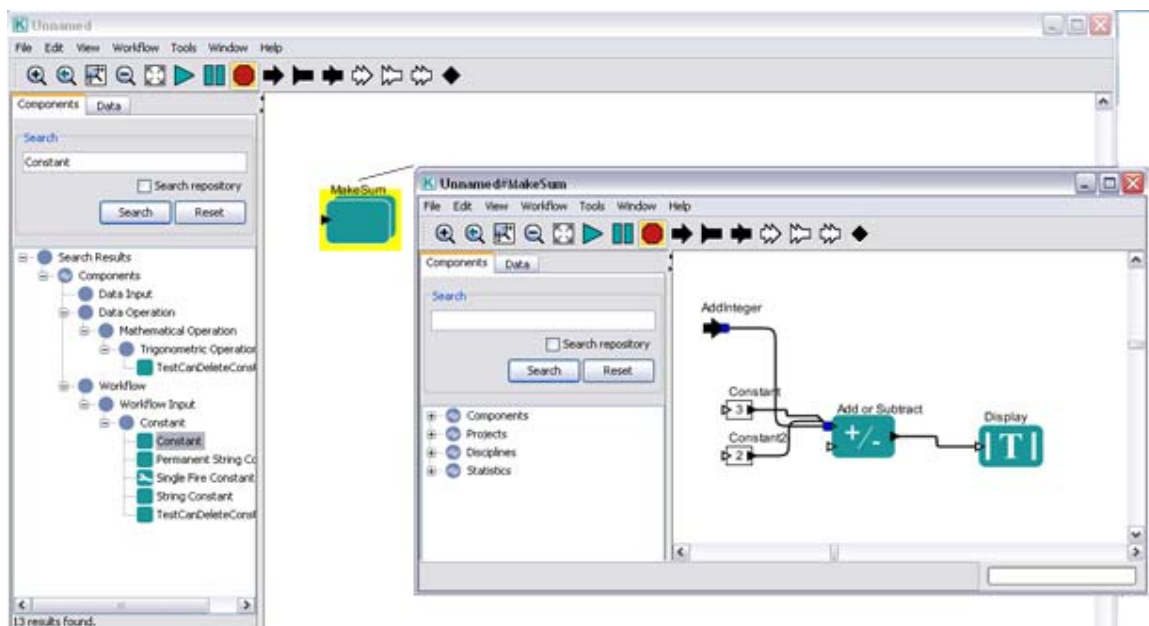 Unnamed
File Edit View Workflow Tools Window Help
Components Data
Search
Constant
Search repository
Search Reset
Search Results
Components
Data Input
Data Operation
Mathematical Operation
Trigonometric Operation
TestCanDeleteConst
Workflow
Workflow Input
Constant
Constant
Permanent String Co
Single Fire Constant
String Constant
TestCanDeleteConst
13 results found.
MakeSum
Unnamed#MakeSum
File Edit View Workflow Tools Window Help
Components Data
Search
Search repository
Search Reset
Components
Projects
Disciplines
Statistics
AddInteger
Constant
3
Constant2
2
Add or Subtract
+/-
Display
T